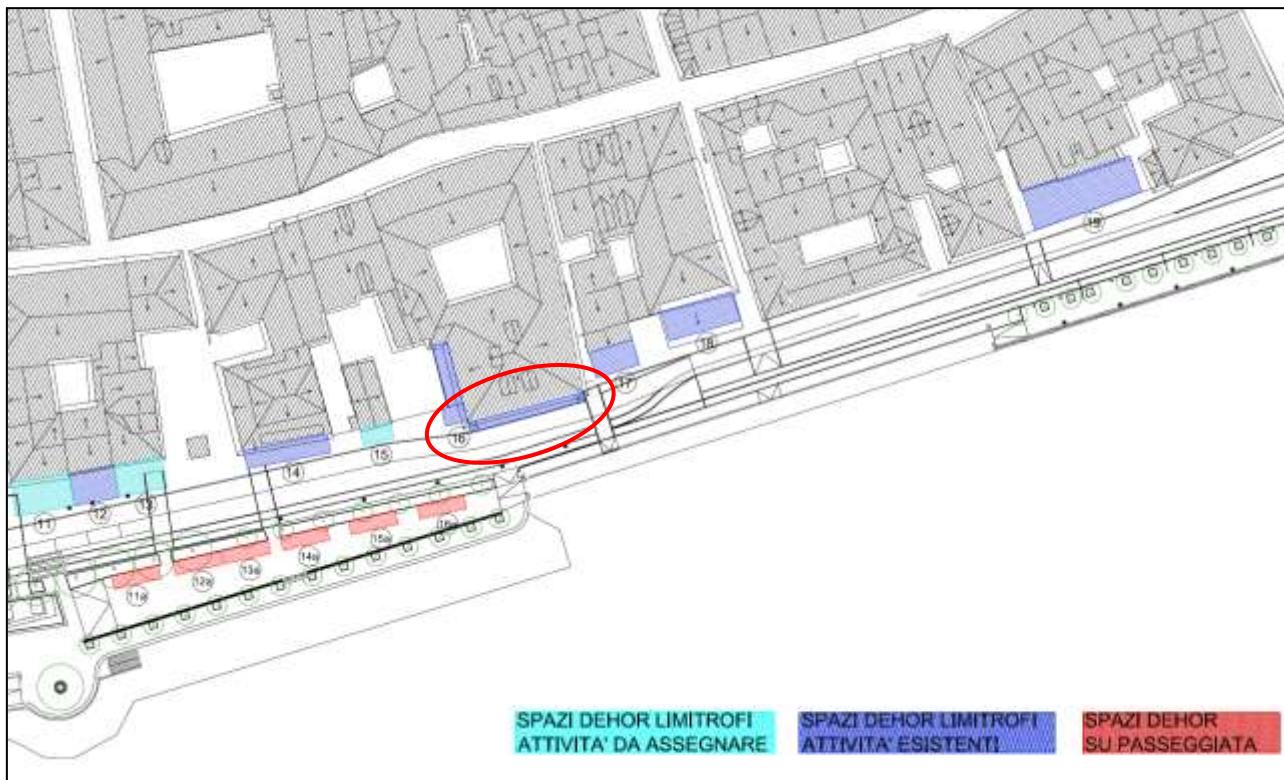 19
18
17
16
15
14
13
12
11
16a
15a
14a
13a
12a
11a
SPAZI DEHOR LIMITROFI
ATTIVITA' DA ASSEGNARE
SPAZI DEHOR LIMITROFI
ATTIVITA' ESISTENTI
SPAZI DEHOR
SU PASSEGGIATA